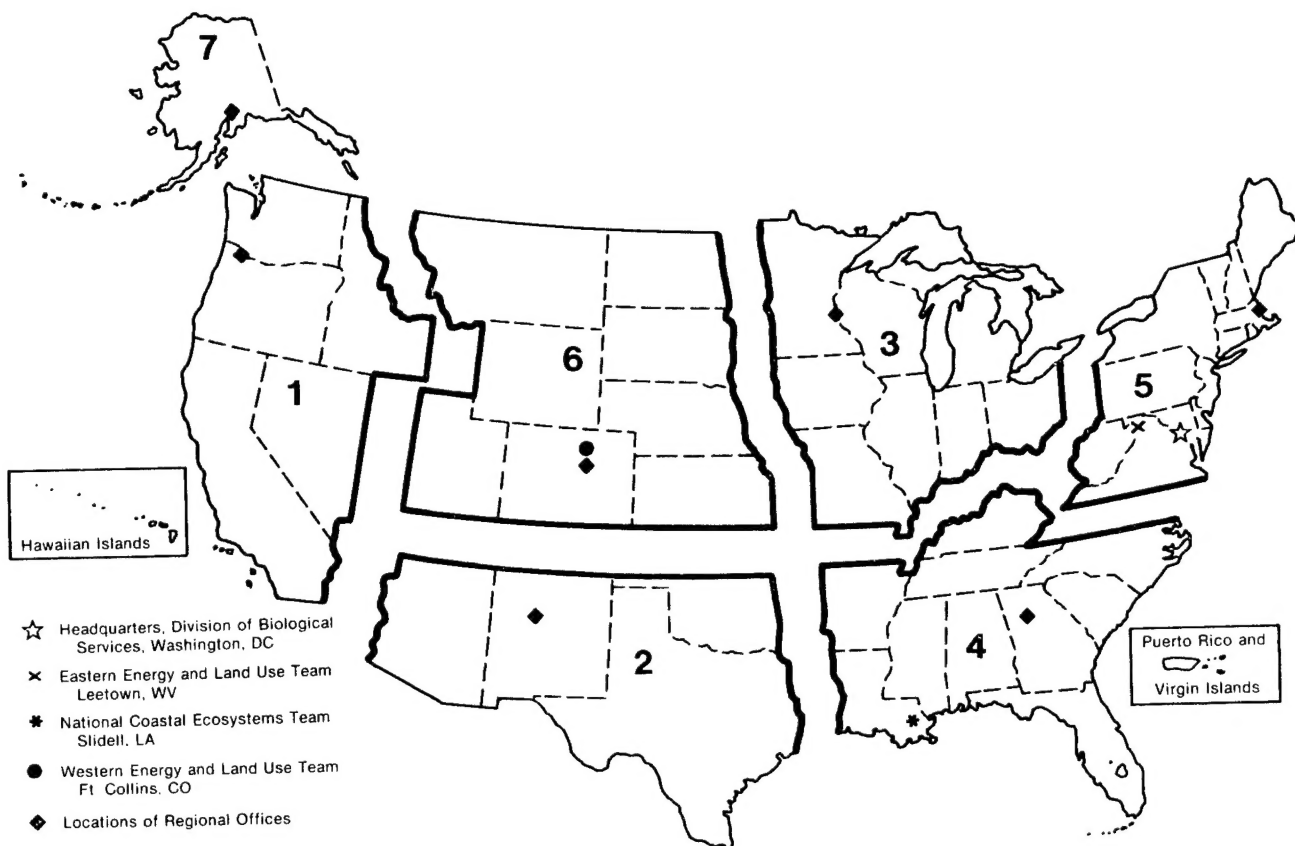 7
3
6
5
1
Hawaiian Islands
☆ Headquarters, Division of Biological
Services, Washington, DC
× Eastern Energy and Land Use Team
Leetown, WV
* National Coastal Ecosystems Team
Slidell, LA
● Western Energy and Land Use Team
Ft Collins, CO
◆ Locations of Regional Offices
2
4
Puerto Rico and
Virgin Islands